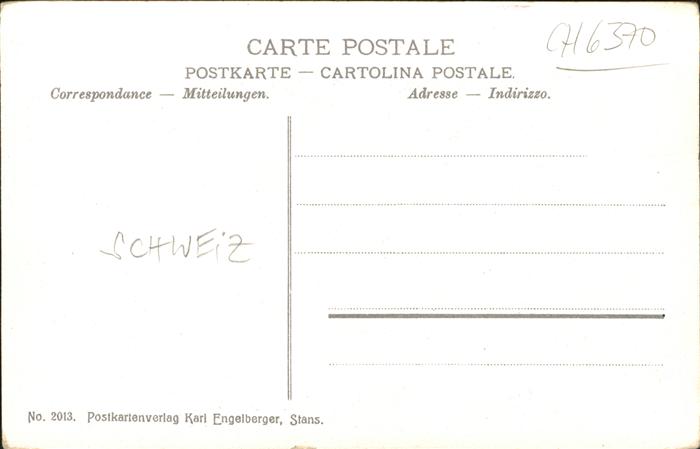 CARTE POSTALE
CH6370
POSTKARTE — CARTOLINA POSTALE.
Correspondance — Mitteilungen.
Adresse — Indirizzo.
SCHWEiZ
No. 2013. Postkartenverlag Karl Engelberger, Stans.